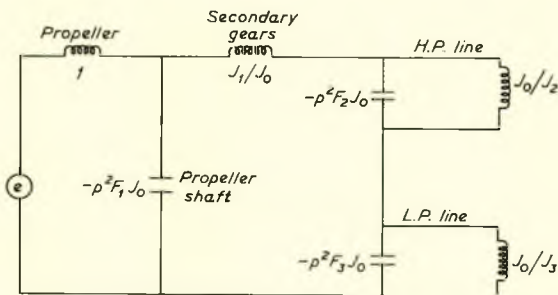 Propeller
1
Secondary
gears
J₁/J₀
H.P. line
-p²F₂J₀
J₀/J₂
e
-p²F₁J₀
Propeller
shaft
L.P. line
-p²F₃J₀
J₀/J₃